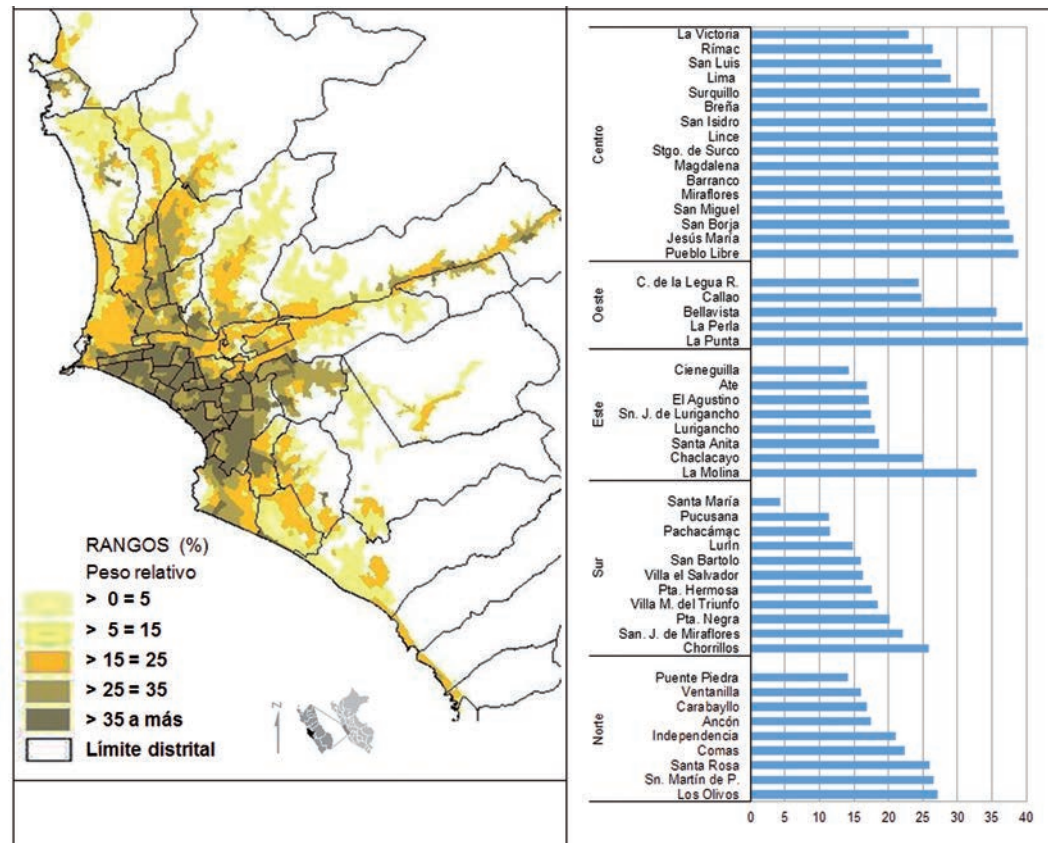 RANGOS (%)
Peso relativo
> 0 = 5
> 5 = 15
> 15 = 25
> 25 = 35
> 35 a más
Límite distrital
N
Centro
La Victoria
Rímac
San Luis
Lima
Surquillo
Breña
San Isidro
Lince
Stgo. de Surco
Magdalena
Barranco
Miraflores
San Miguel
San Borja
Jesús María
Pueblo Libre
Oeste
C. de la Legua R.
Callao
Bellavista
La Perla
La Punta
Este
Cieneguilla
Ate
El Agustino
Sn. J. de Lurigancho
Lurigancho
Santa Anita
Chaclacayo
La Molina
Sur
Santa María
Pucusana
Pachacámac
Lurín
San Bartolo
Villa el Salvador
Pta. Hermosa
Villa M. del Triunfo
Pta. Negra
San. J. de Miraflores
Chorrillos
Norte
Puente Piedra
Ventanilla
Carabayllo
Ancón
Independencia
Comas
Santa Rosa
Sn. Martín de P.
Los Olivos
0 5 10 15 20 25 30 35 40